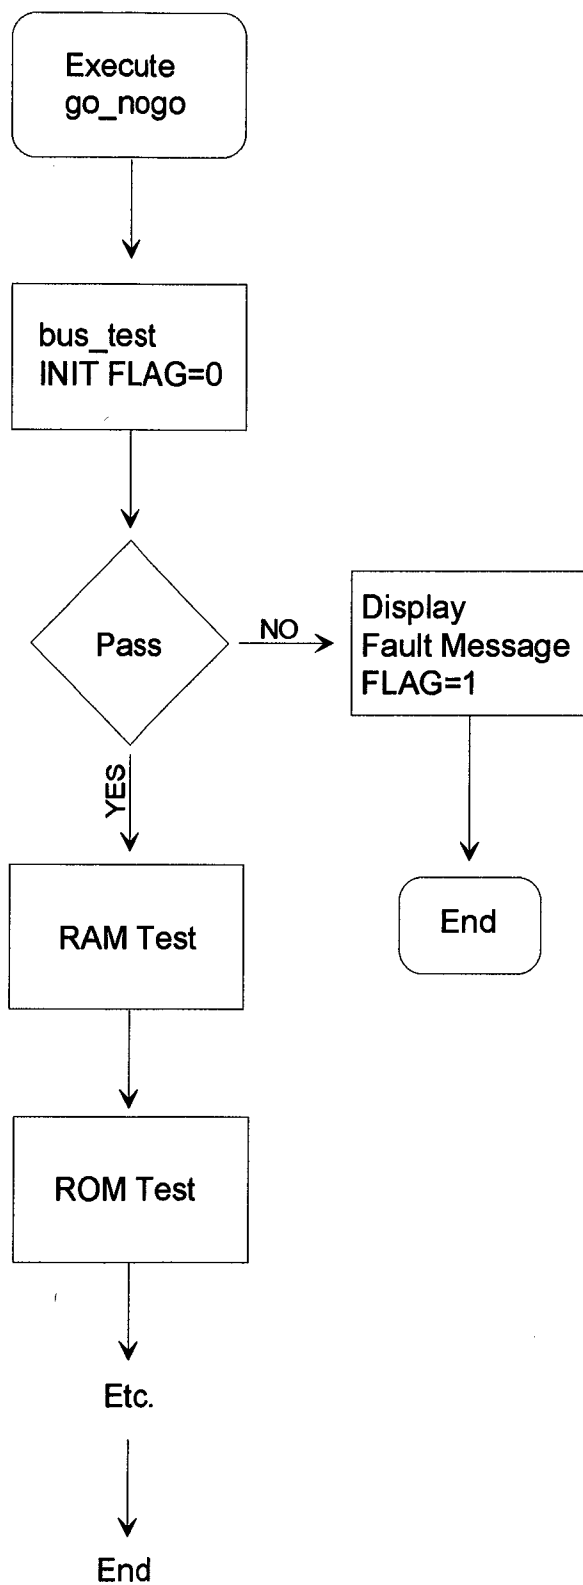 Execute
go_nogo
bus_test
INIT FLAG=0
Pass
NO
Display
Fault Message
FLAG=1
YES
End
RAM Test
ROM Test
Etc.
End